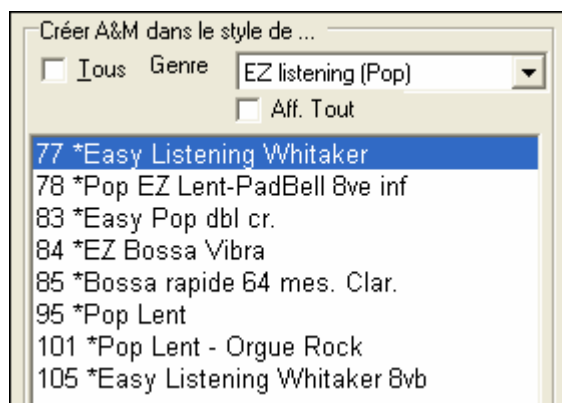 Créer A&M dans le style de ...
Tous Genre EZ listening (Pop)
Aff. Tout
77 *Easy Listening Whitaker
78 *Pop EZ Lent-PadBell 8ve inf
83 *Easy Pop dbl cr.
84 *EZ Bossa Vibra
85 *Bossa rapide 64 mes. Clar.
95 *Pop Lent
101 *Pop Lent - Orgue Rock
105 *Easy Listening Whitaker 8vb